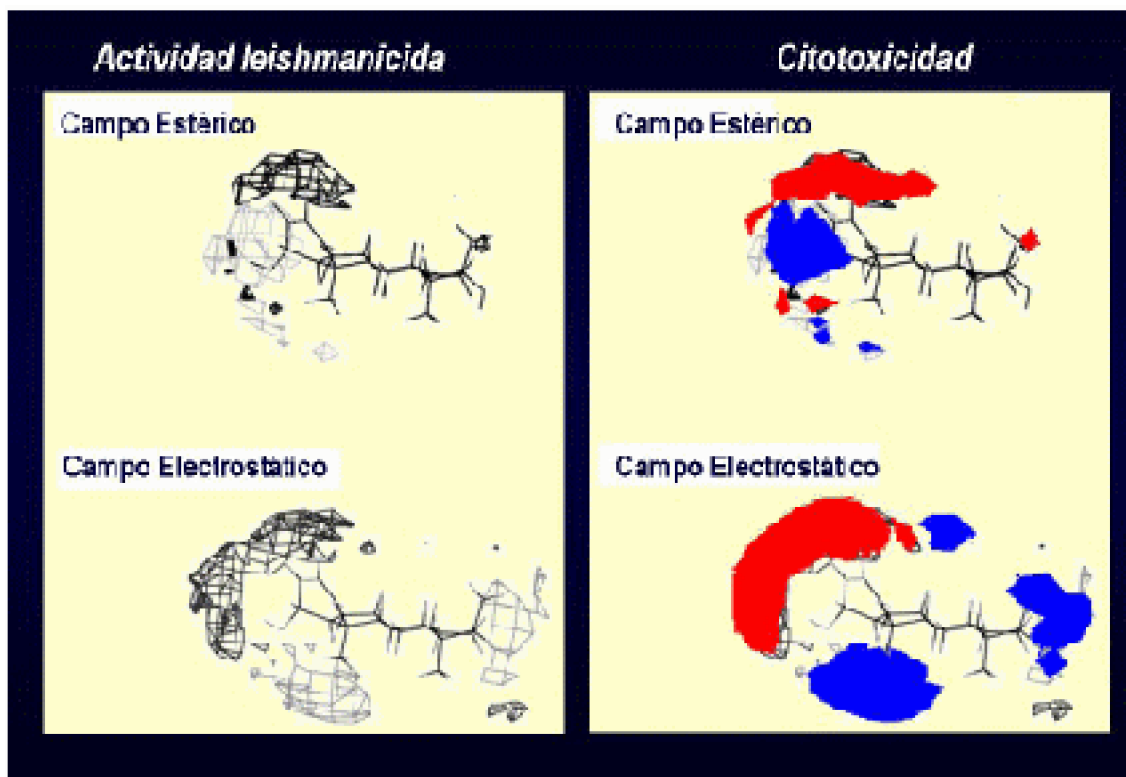 Actividad leishmanicida
Citotoxicidad
Campo Estérico
Campo Estérico
Campo Electrostático
Campo Electrostático